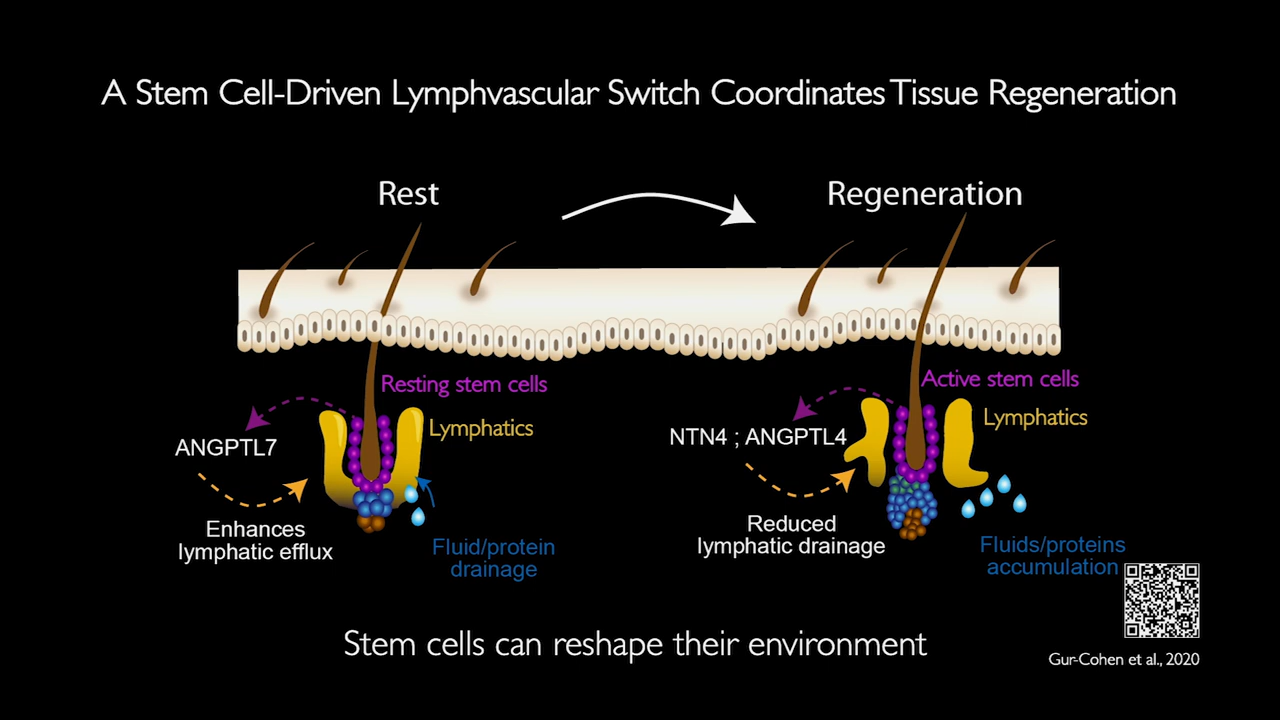 A Stem Cell-Driven Lymphvascular Switch Coordinates Tissue Regeneration
Rest
Regeneration
Resting stem cells
Lymphatics
ANGPTL7
Enhances
lymphatic efflux
Fluid/protein
drainage
Active stem cells
Lymphatics
NTN4 ; ANGPTL4
Reduced
lymphatic drainage
Fluids/proteins
accumulation
Stem cells can reshape their environment
Gur-Cohen et al., 2020